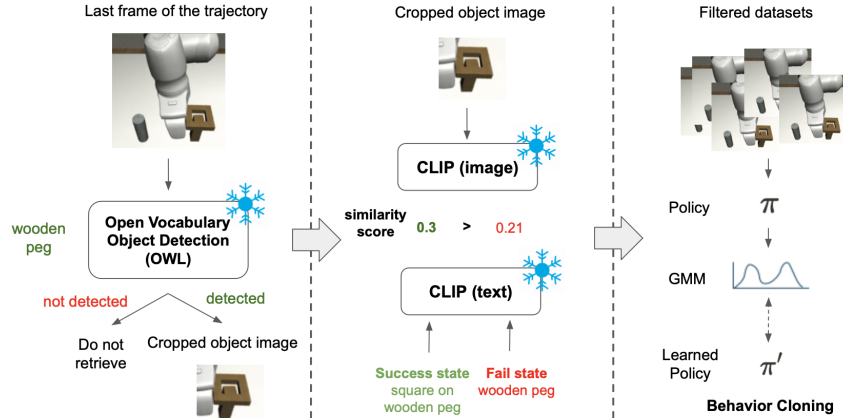 Last frame of the trajectory
wooden
peg
Open Vocabulary
Object Detection
(OWL)
not detected
detected
Do not
retrieve
Cropped object image
Cropped object image
CLIP (image)
similarity
score
0.3
>
0.21
CLIP (text)
Success state
square on
wooden peg
Fail state
wooden peg
Filtered datasets
Policy
π
GMM
Learned
Policy
π′
Behavior Cloning